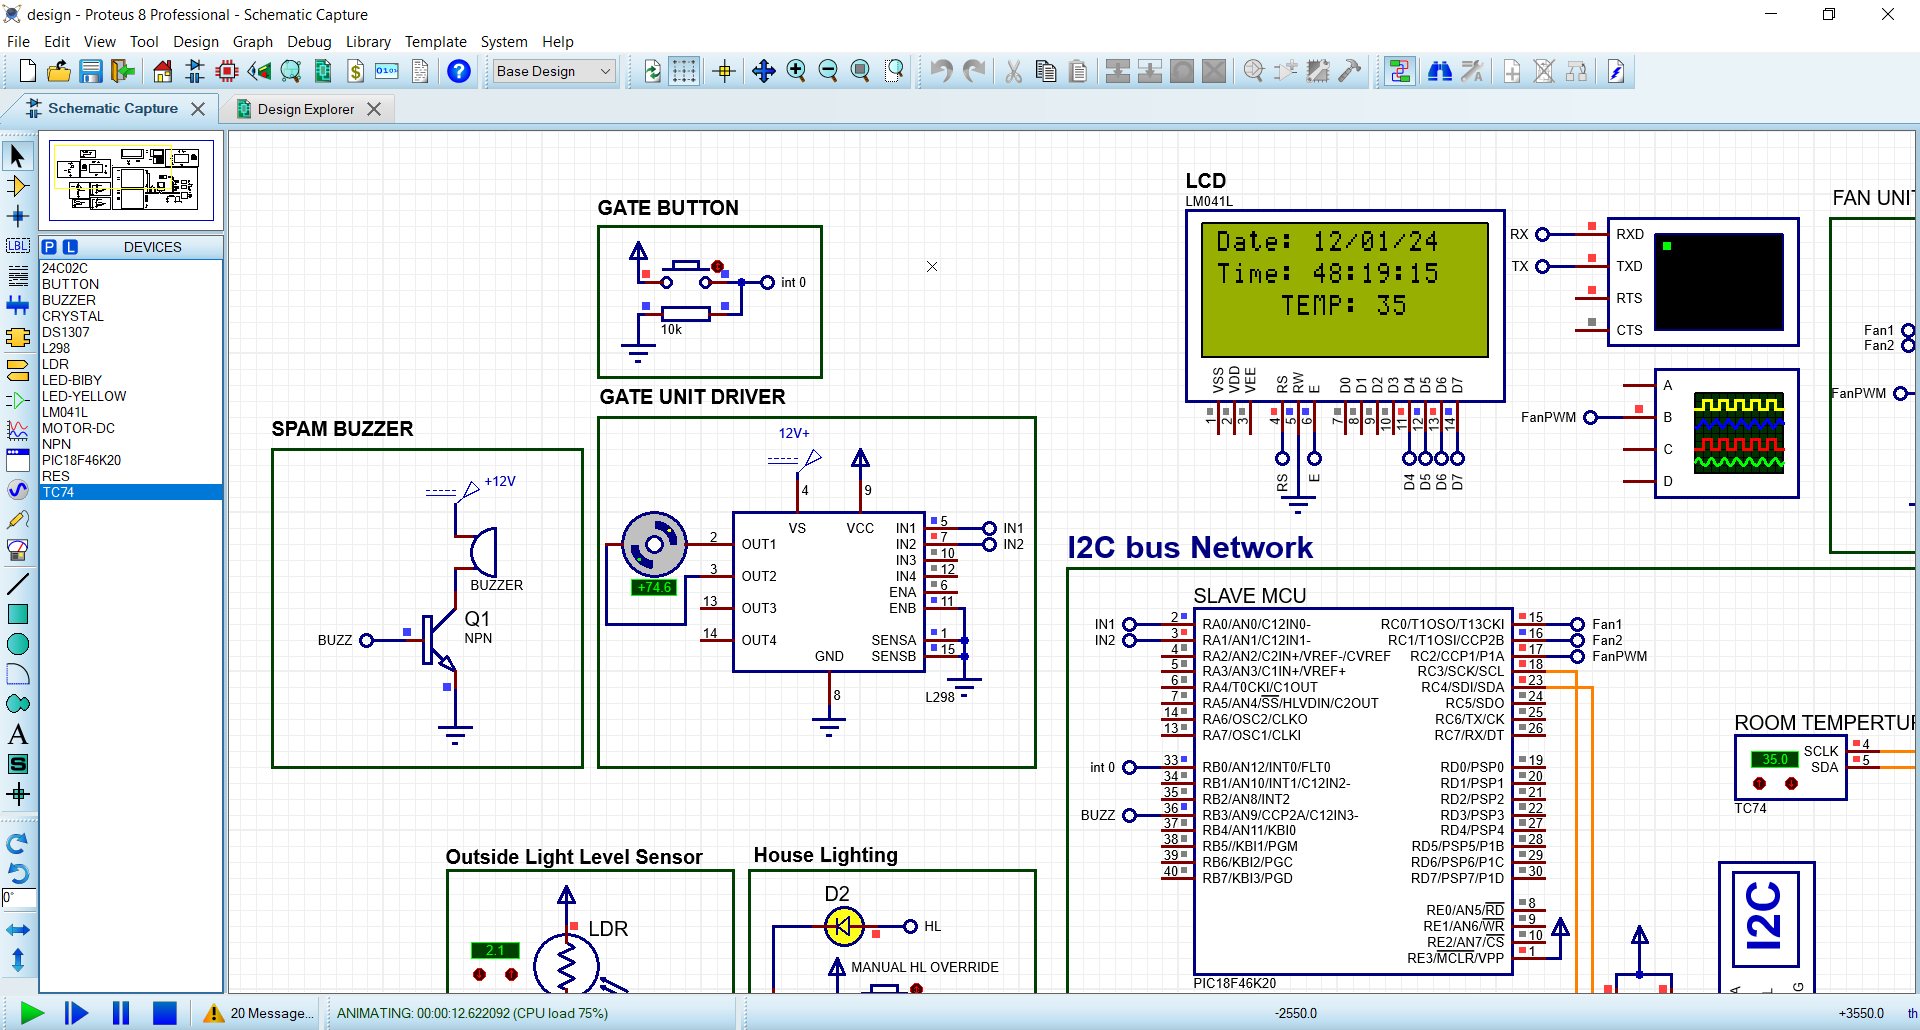 design - Proteus 8 Professional - Schematic Capture
File Edit View Tool Design Graph Debug Library Template System Help
Base Design
Schematic Capture
Design Explorer
P L DEVICES
24C02C
BUTTON
BUZZER
CRYSTAL
DS1307
L298
LDR
LED-BIBY
LED-YELLOW
LM041L
MOTOR-DC
NPN
PIC18F46K20
RES
TC74
LBL
A
S
0°
GATE BUTTON
int 0
10k
GATE UNIT DRIVER
12V+
4
9
VS
VCC
2 OUT1
3 OUT2
13 OUT3
14 OUT4
+74.6
IN1 5 IN1
IN2 7 IN2
IN3 10
IN4 12
ENA 6
ENB 11
SENSA 1
SENSB 15
GND
8
L298
SPAM BUZZER
+12V
BUZZER
Q1
NPN
BUZZ
LCD
LM041L
Date: 12/01/24
Time: 48:19:15
TEMP: 35
VSS VDD VEE RS RW E D0 D1 D2 D3 D4 D5 D6 D7
1 2 3 4 5 6 7 8 9 10 11 12 13 14
RS E D4 D5 D6 D7
RX RXD
TX TXD
RTS
CTS
A
FanPWM B
C
D
FAN UNIT
Fan1
Fan2
FanPWM
I2C bus Network
SLAVE MCU
IN1 2 RA0/AN0/C12IN0-
IN2 3 RA1/AN1/C12IN1-
4 RA2/AN2/C2IN+/VREF-/CVREF
5 RA3/AN3/C1IN+/VREF+
6 RA4/T0CKI/C1OUT
7 RA5/AN4/SS/HLVDIN/C2OUT
14 RA6/OSC2/CLKO
13 RA7/OSC1/CLKI
int 0 33 RB0/AN12/INT0/FLT0
34 RB1/AN10/INT1/C12IN2-
35 RB2/AN8/INT2
BUZZ 36 RB3/AN9/CCP2A/C12IN3-
37 RB4/AN11/KBI0
38 RB5//KBI1/PGM
39 RB6/KBI2/PGC
40 RB7/KBI3/PGD
RC0/T1OSO/T13CKI 15 Fan1
RC1/T1OSI/CCP2B 16 Fan2
RC2/CCP1/P1A 17 FanPWM
RC3/SCK/SCL 18
RC4/SDI/SDA 23
RC5/SDO 24
RC6/TX/CK 25
RC7/RX/DT 26
RD0/PSP0 19
RD1/PSP1 20
RD2/PSP2 21
RD3/PSP3 22
RD4/PSP4 27
RD5/PSP5/P1B 28
RD6/PSP6/P1C 29
RD7/PSP7/P1D 30
RE0/AN5/RD 8
RE1/AN6/WR 9
RE2/AN7/CS 10
RE3/MCLR/VPP 1
PIC18F46K20
ROOM TEMPERTUR
35.0
SCLK 4
SDA 5
TC74
I2C
Outside Light Level Sensor
LDR
2.1
House Lighting
D2
HL
MANUAL HL OVERRIDE
20 Message...
ANIMATING: 00:00:12.622092 (CPU load 75%)
-2550.0
+3550.0
th